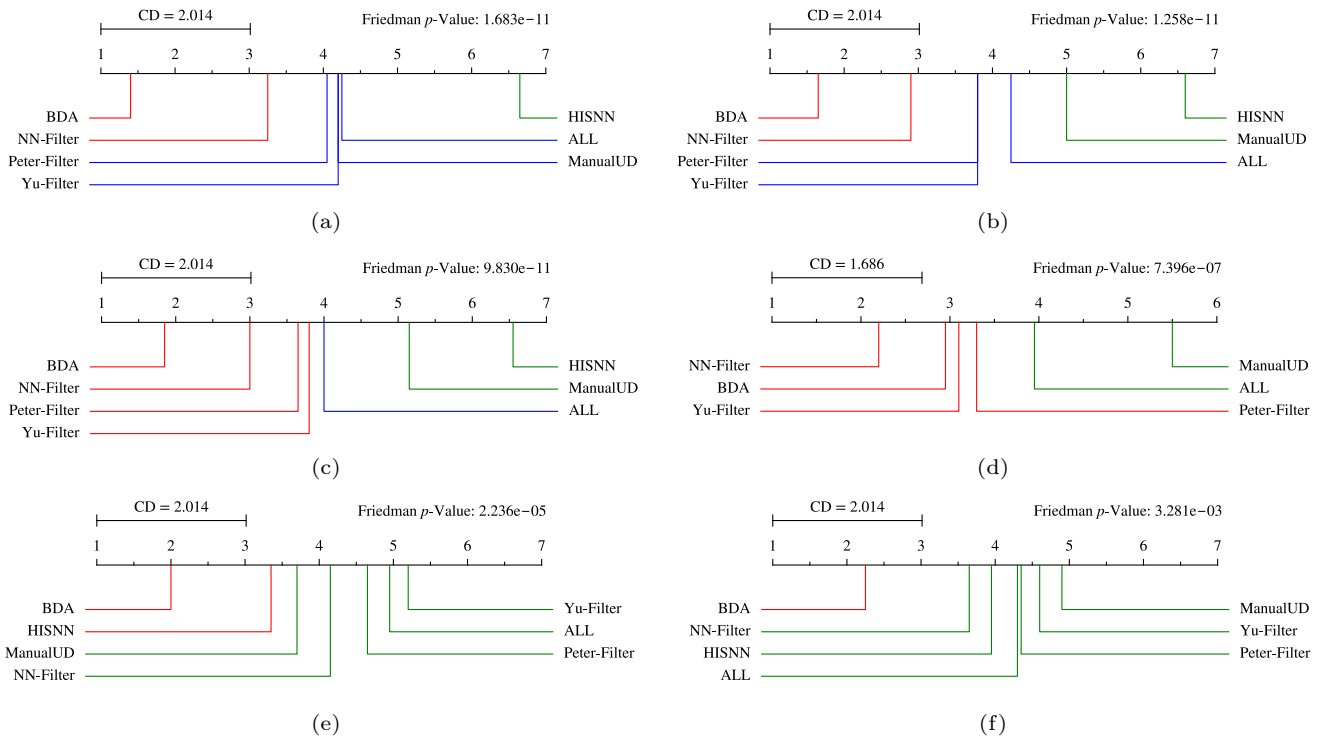 CD = 2.014 Friedman p-Value: 1.683e−11
1 2 3 4 5 6 7
BDA HISNN
NN-Filter ALL
Peter-Filter ManualUD
Yu-Filter
(a)
CD = 2.014 Friedman p-Value: 1.258e−11
1 2 3 4 5 6 7
BDA HISNN
NN-Filter ManualUD
Peter-Filter ALL
Yu-Filter
(b)
CD = 2.014 Friedman p-Value: 9.830e−11
1 2 3 4 5 6 7
BDA HISNN
NN-Filter ManualUD
Peter-Filter ALL
Yu-Filter
(c)
CD = 1.686 Friedman p-Value: 7.396e−07
1 2 3 4 5 6
NN-Filter ManualUD
BDA ALL
Yu-Filter Peter-Filter
(d)
CD = 2.014 Friedman p-Value: 2.236e−05
1 2 3 4 5 6 7
BDA Yu-Filter
HISNN ALL
ManualUD Peter-Filter
NN-Filter
(e)
CD = 2.014 Friedman p-Value: 3.281e−03
1 2 3 4 5 6 7
BDA ManualUD
NN-Filter Yu-Filter
HISNN Peter-Filter
ALL
(f)